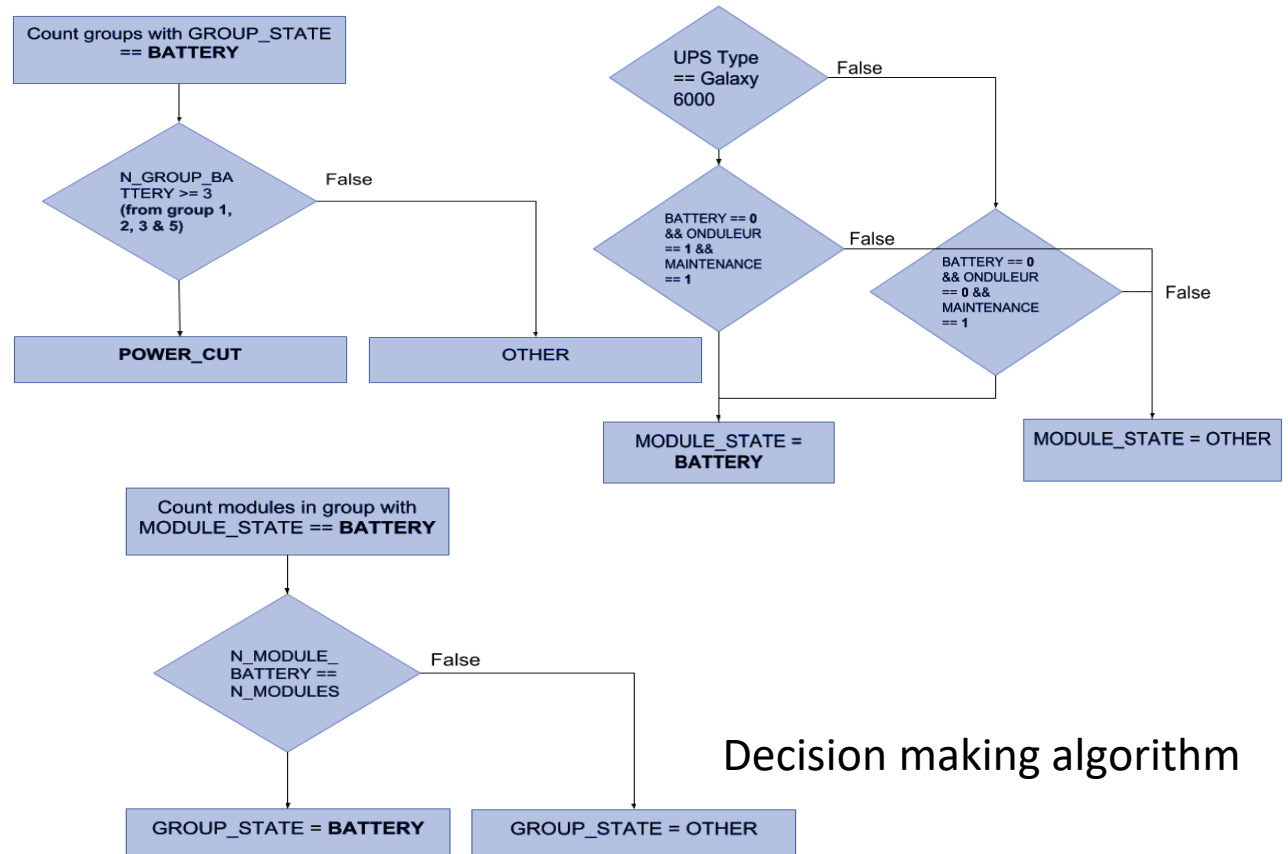 Count groups with GROUP_STATE
== BATTERY
N_GROUP_BA
TTERY >= 3
(from group 1,
2, 3 & 5)
False
POWER_CUT
OTHER
UPS Type
== Galaxy
6000
False
BATTERY == 0
&& ONDULEUR
== 1 &&
MAINTENANCE
== 1
False
BATTERY == 0
&& ONDULEUR
== 0 &&
MAINTENANCE
== 1
False
MODULE_STATE =
BATTERY
MODULE_STATE = OTHER
Count modules in group with
MODULE_STATE == BATTERY
N_MODULE_
BATTERY ==
N_MODULES
False
GROUP_STATE = BATTERY
GROUP_STATE = OTHER
Decision making algorithm